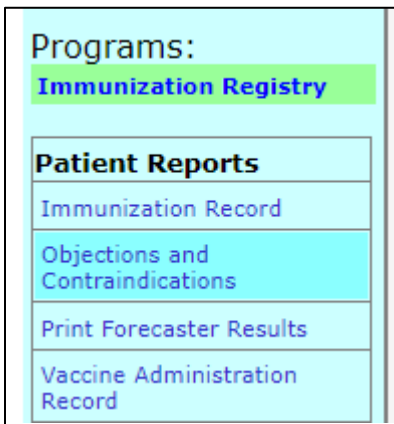 Programs:
Immunization Registry
Patient Reports
Immunization Record
Objections and
Contraindications
Print Forecaster Results
Vaccine Administration
Record